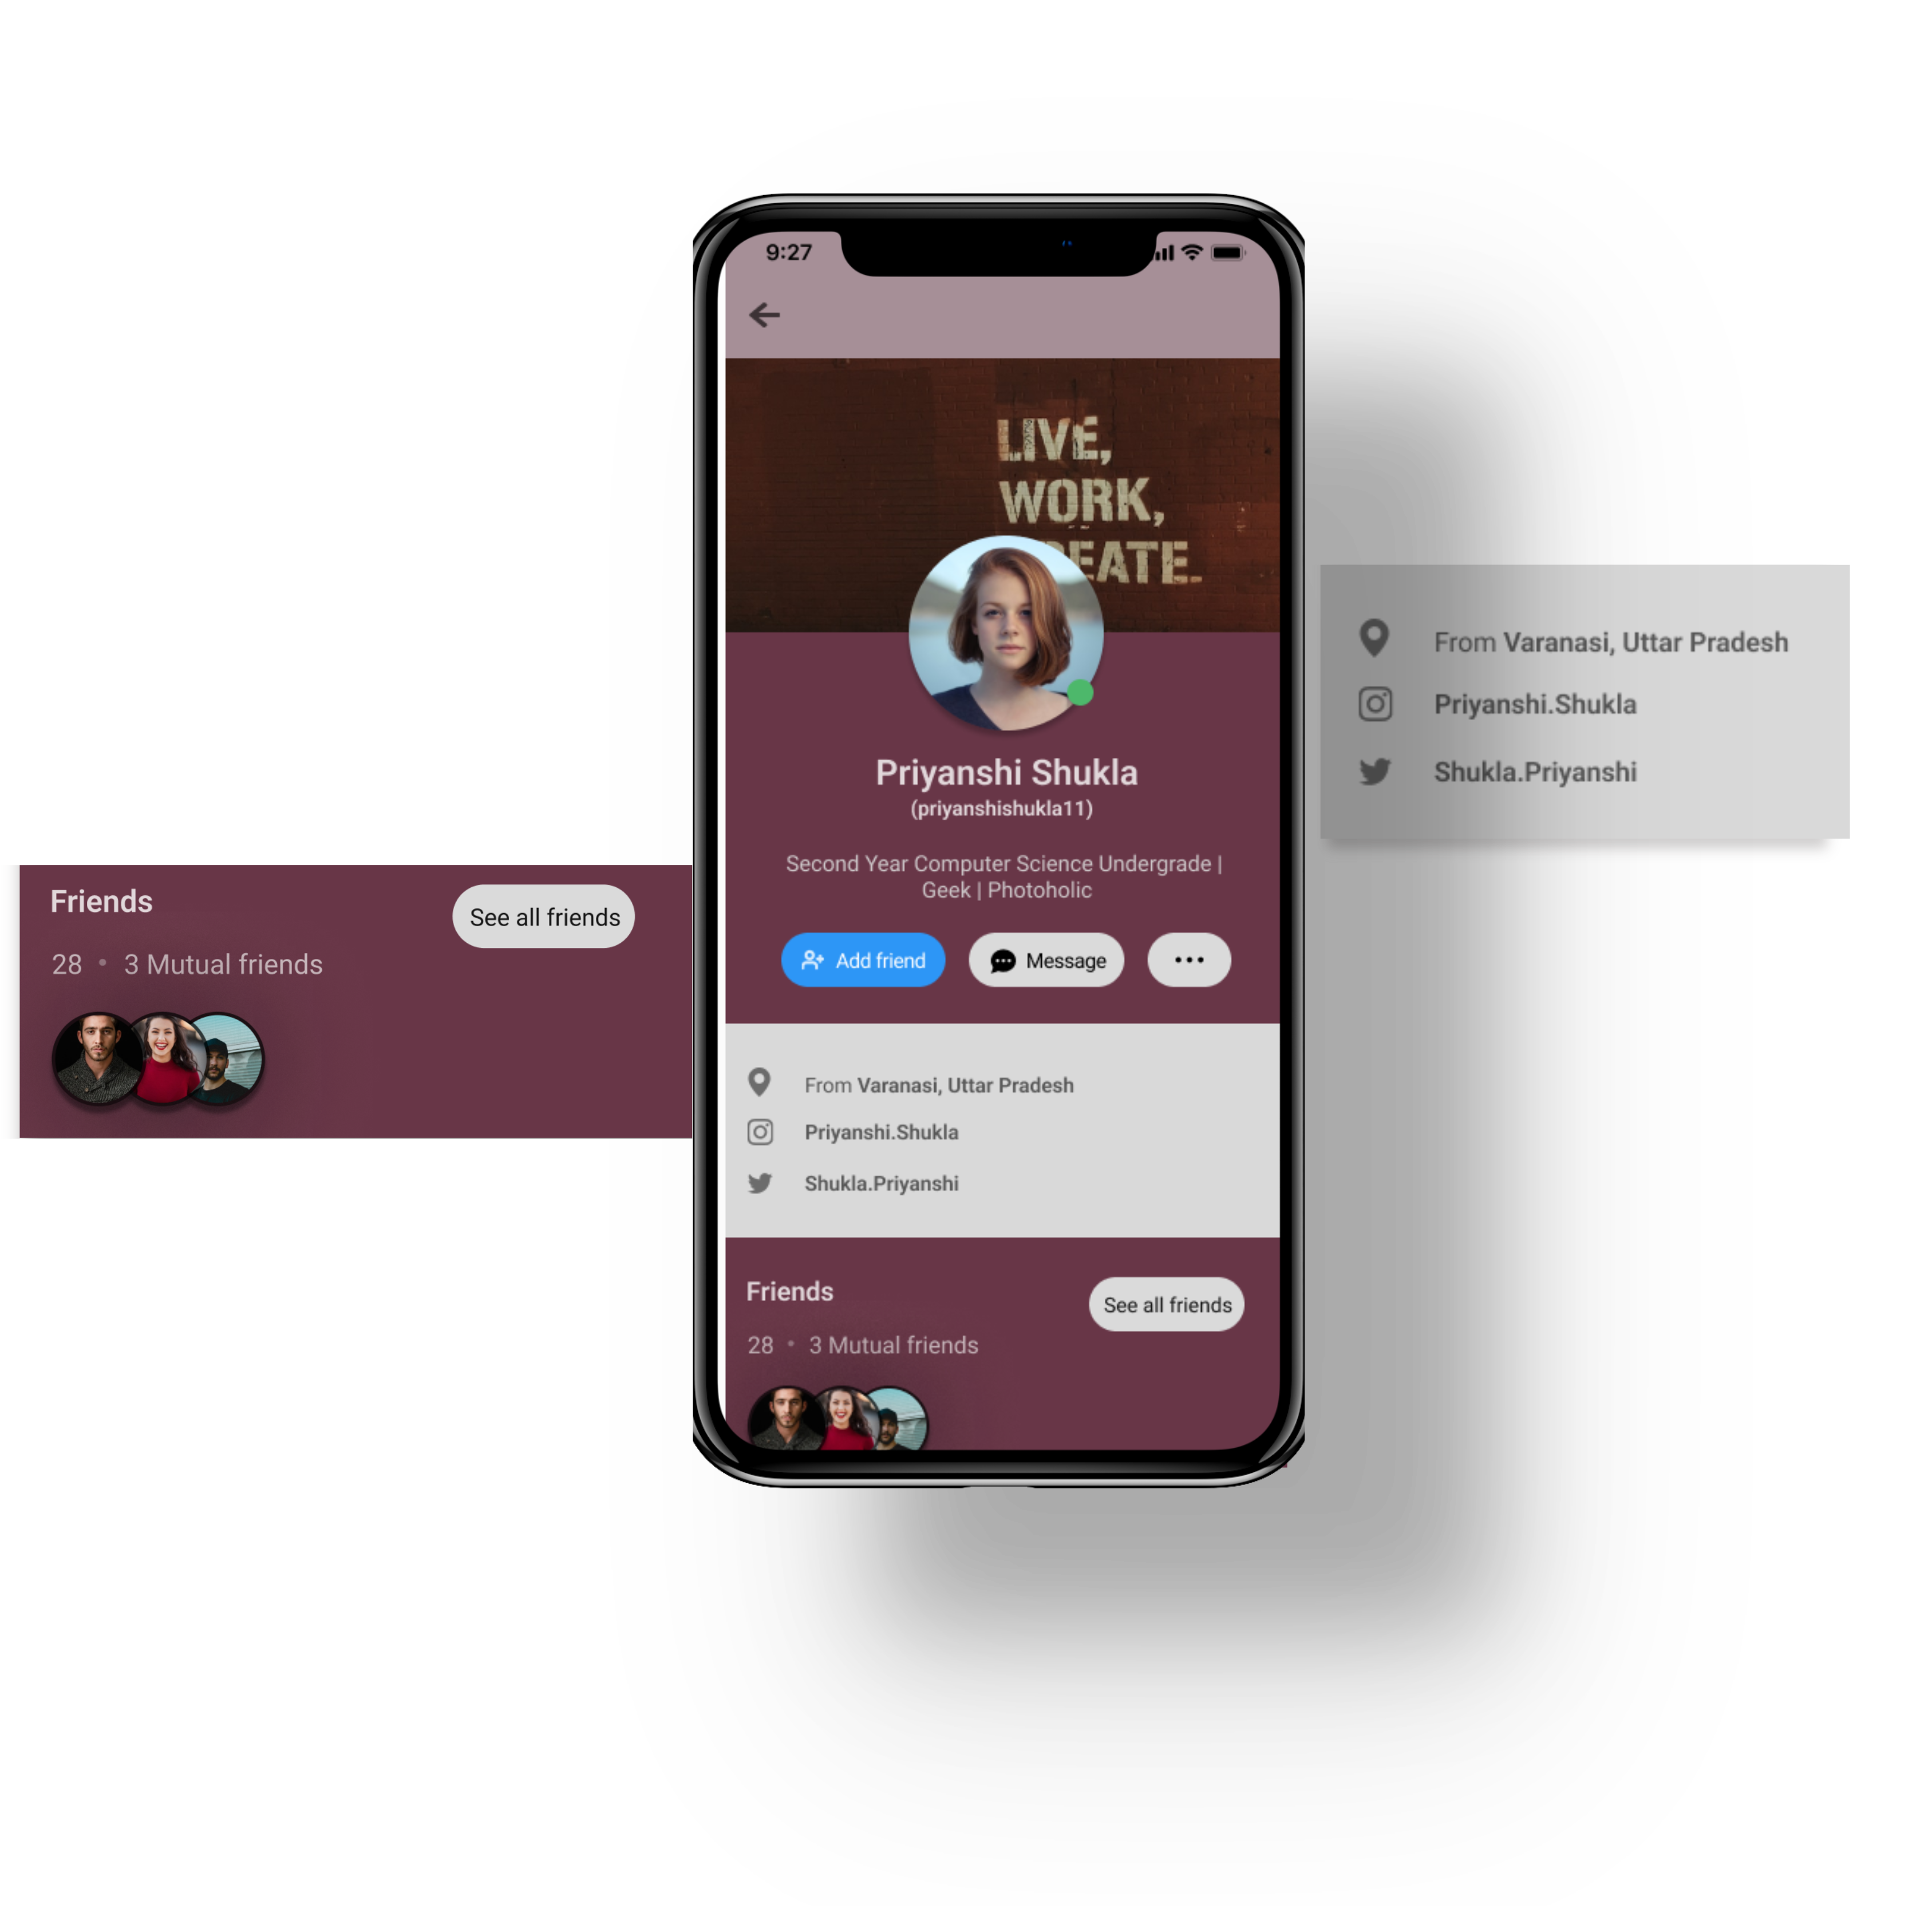 9:27
LIVE,
WORK,
EATE.
Priyanshi Shukla
(priyanshishukla11)
Second Year Computer Science Undergrade |
Geek | Photoholic
Add friend
Message
From Varanasi, Uttar Pradesh
Priyanshi.Shukla
Shukla.Priyanshi
Friends
See all friends
28 • 3 Mutual friends
Friends
See all friends
28 • 3 Mutual friends
From Varanasi, Uttar Pradesh
Priyanshi.Shukla
Shukla.Priyanshi